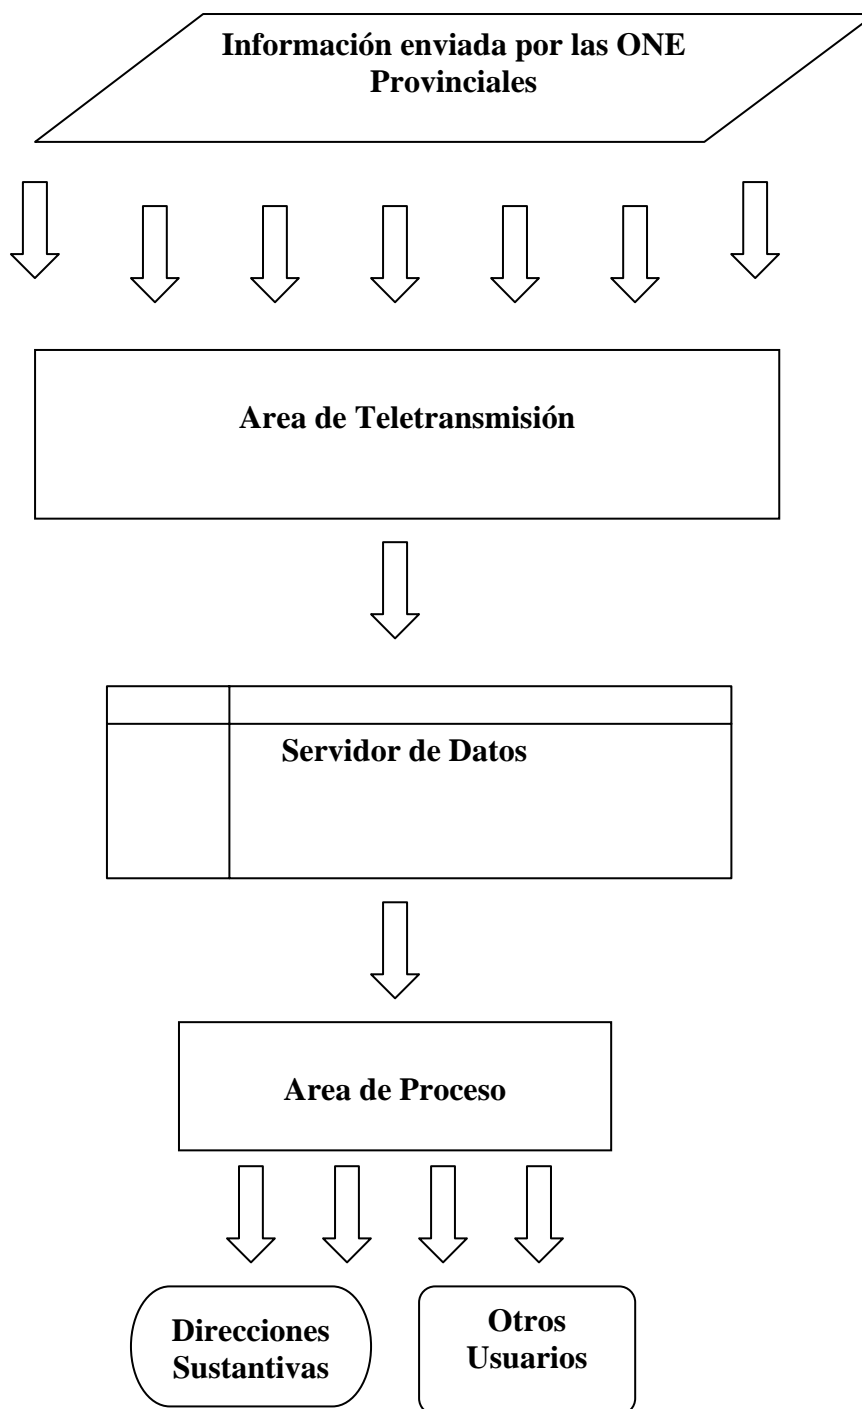 Información enviada por las ONE
Provinciales
Area de Teletransmisión
Servidor de Datos
Area de Proceso
Direcciones
Sustantivas
Otros
Usuarios